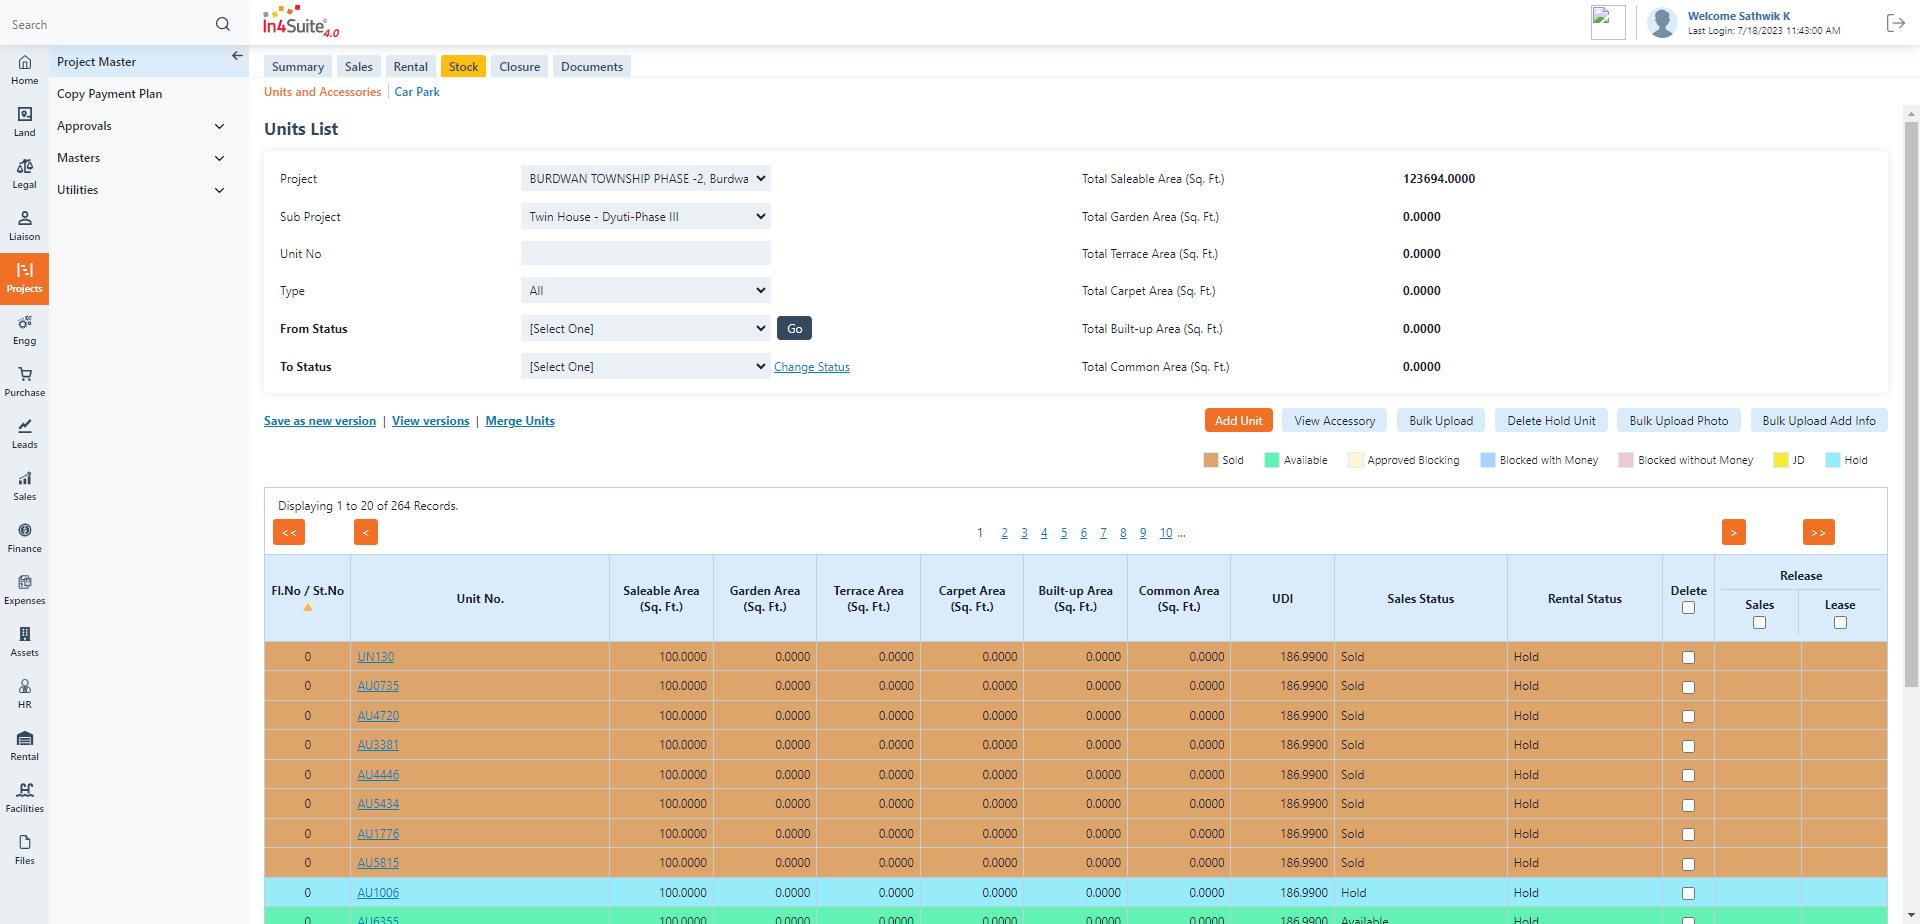 Search
In4Suite® 4.0
Welcome Sathwik K
Last Login: 7/18/2023 11:43:00 AM
Home
Land
Legal
Liaison
Projects
Engg
Purchase
Leads
Sales
Finance
Expenses
Assets
HR
Rental
Facilities
Files
Project Master
Copy Payment Plan
Approvals
Masters
Utilities
Summary Sales Rental Stock Closure Documents
Units and Accessories Car Park
Units List
Project BURDWAN TOWNSHIP PHASE -2, Burdwa Total Saleable Area (Sq. Ft.) 123694.0000
Sub Project Twin House - Dyuti-Phase III Total Garden Area (Sq. Ft.) 0.0000
Unit No Total Terrace Area (Sq. Ft.) 0.0000
Type All Total Carpet Area (Sq. Ft.) 0.0000
From Status [Select One] Go Total Built-up Area (Sq. Ft.) 0.0000
To Status [Select One] Change Status Total Common Area (Sq. Ft.) 0.0000
Save as new version | View versions | Merge Units Add Unit View Accessory Bulk Upload Delete Hold Unit Bulk Upload Photo Bulk Upload Add Info
Sold Available Approved Blocking Blocked with Money Blocked without Money JD Hold
Displaying 1 to 20 of 264 Records.
<< < 1 2 3 4 5 6 7 8 9 10 ... > >>
Fl.No / St.No Unit No. Saleable Area (Sq. Ft.) Garden Area (Sq. Ft.) Terrace Area (Sq. Ft.) Carpet Area (Sq. Ft.) Built-up Area (Sq. Ft.) Common Area (Sq. Ft.) UDI Sales Status Rental Status Delete Release Sales Lease
0 UN130 100.0000 0.0000 0.0000 0.0000 0.0000 0.0000 186.9900 Sold Hold
0 AU0735 100.0000 0.0000 0.0000 0.0000 0.0000 0.0000 186.9900 Sold Hold
0 AU4720 100.0000 0.0000 0.0000 0.0000 0.0000 0.0000 186.9900 Sold Hold
0 AU3381 100.0000 0.0000 0.0000 0.0000 0.0000 0.0000 186.9900 Sold Hold
0 AU4446 100.0000 0.0000 0.0000 0.0000 0.0000 0.0000 186.9900 Sold Hold
0 AU5434 100.0000 0.0000 0.0000 0.0000 0.0000 0.0000 186.9900 Sold Hold
0 AU1776 100.0000 0.0000 0.0000 0.0000 0.0000 0.0000 186.9900 Sold Hold
0 AU5815 100.0000 0.0000 0.0000 0.0000 0.0000 0.0000 186.9900 Sold Hold
0 AU1006 100.0000 0.0000 0.0000 0.0000 0.0000 0.0000 186.9900 Hold Hold
0 AU6355 100.0000 0.0000 0.0000 0.0000 0.0000 0.0000 186.9900 Available Hold